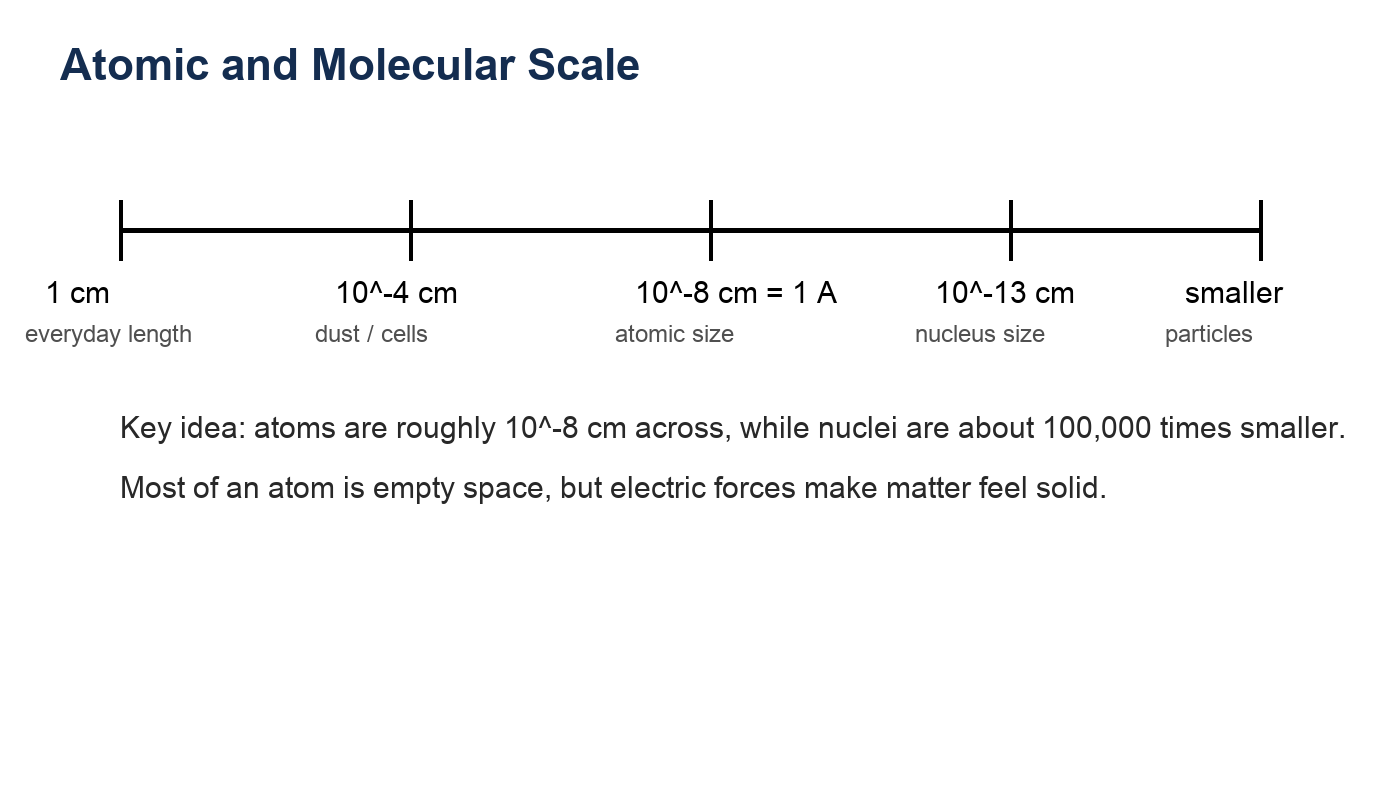 Atomic and Molecular Scale
1 cm 10^-4 cm 10^-8 cm = 1 A 10^-13 cm smaller
everyday length dust / cells atomic size nucleus size particles
Key idea: atoms are roughly 10^-8 cm across, while nuclei are about 100,000 times smaller.
Most of an atom is empty space, but electric forces make matter feel solid.